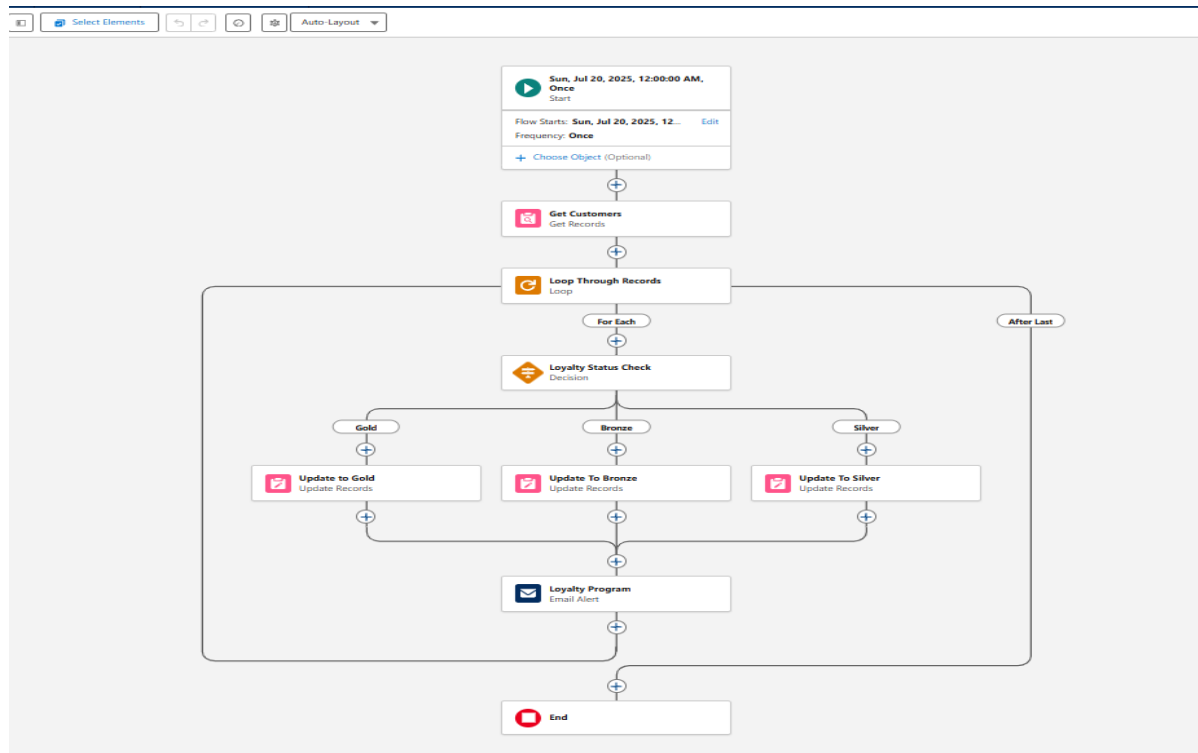 Select Elements
Auto-Layout
Sun, Jul 20, 2025, 12:00:00 AM,
Once
Start
Flow Starts: Sun, Jul 20, 2025, 12... Edit
Frequency: Once
+ Choose Object (Optional)
Get Customers
Get Records
Loop Through Records
Loop
For Each
After Last
Loyalty Status Check
Decision
Gold
Bronze
Silver
Update to Gold
Update Records
Update To Bronze
Update Records
Update To Silver
Update Records
Loyalty Program
Email Alert
End